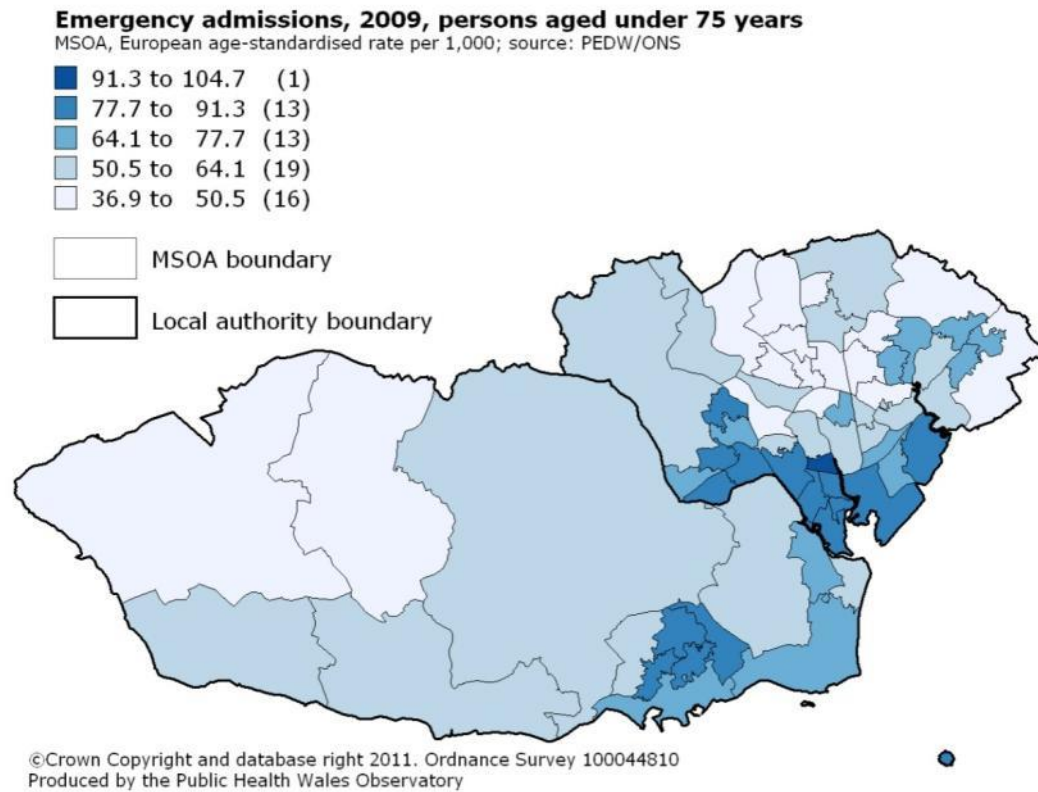 Emergency admissions, 2009, persons aged under 75 years
MSOA, European age-standardised rate per 1,000; source: PEDW/ONS
91.3 to 104.7 (1)
77.7 to 91.3 (13)
64.1 to 77.7 (13)
50.5 to 64.1 (19)
36.9 to 50.5 (16)
MSOA boundary
Local authority boundary
©Crown Copyright and database right 2011. Ordnance Survey 100044810
Produced by the Public Health Wales Observatory